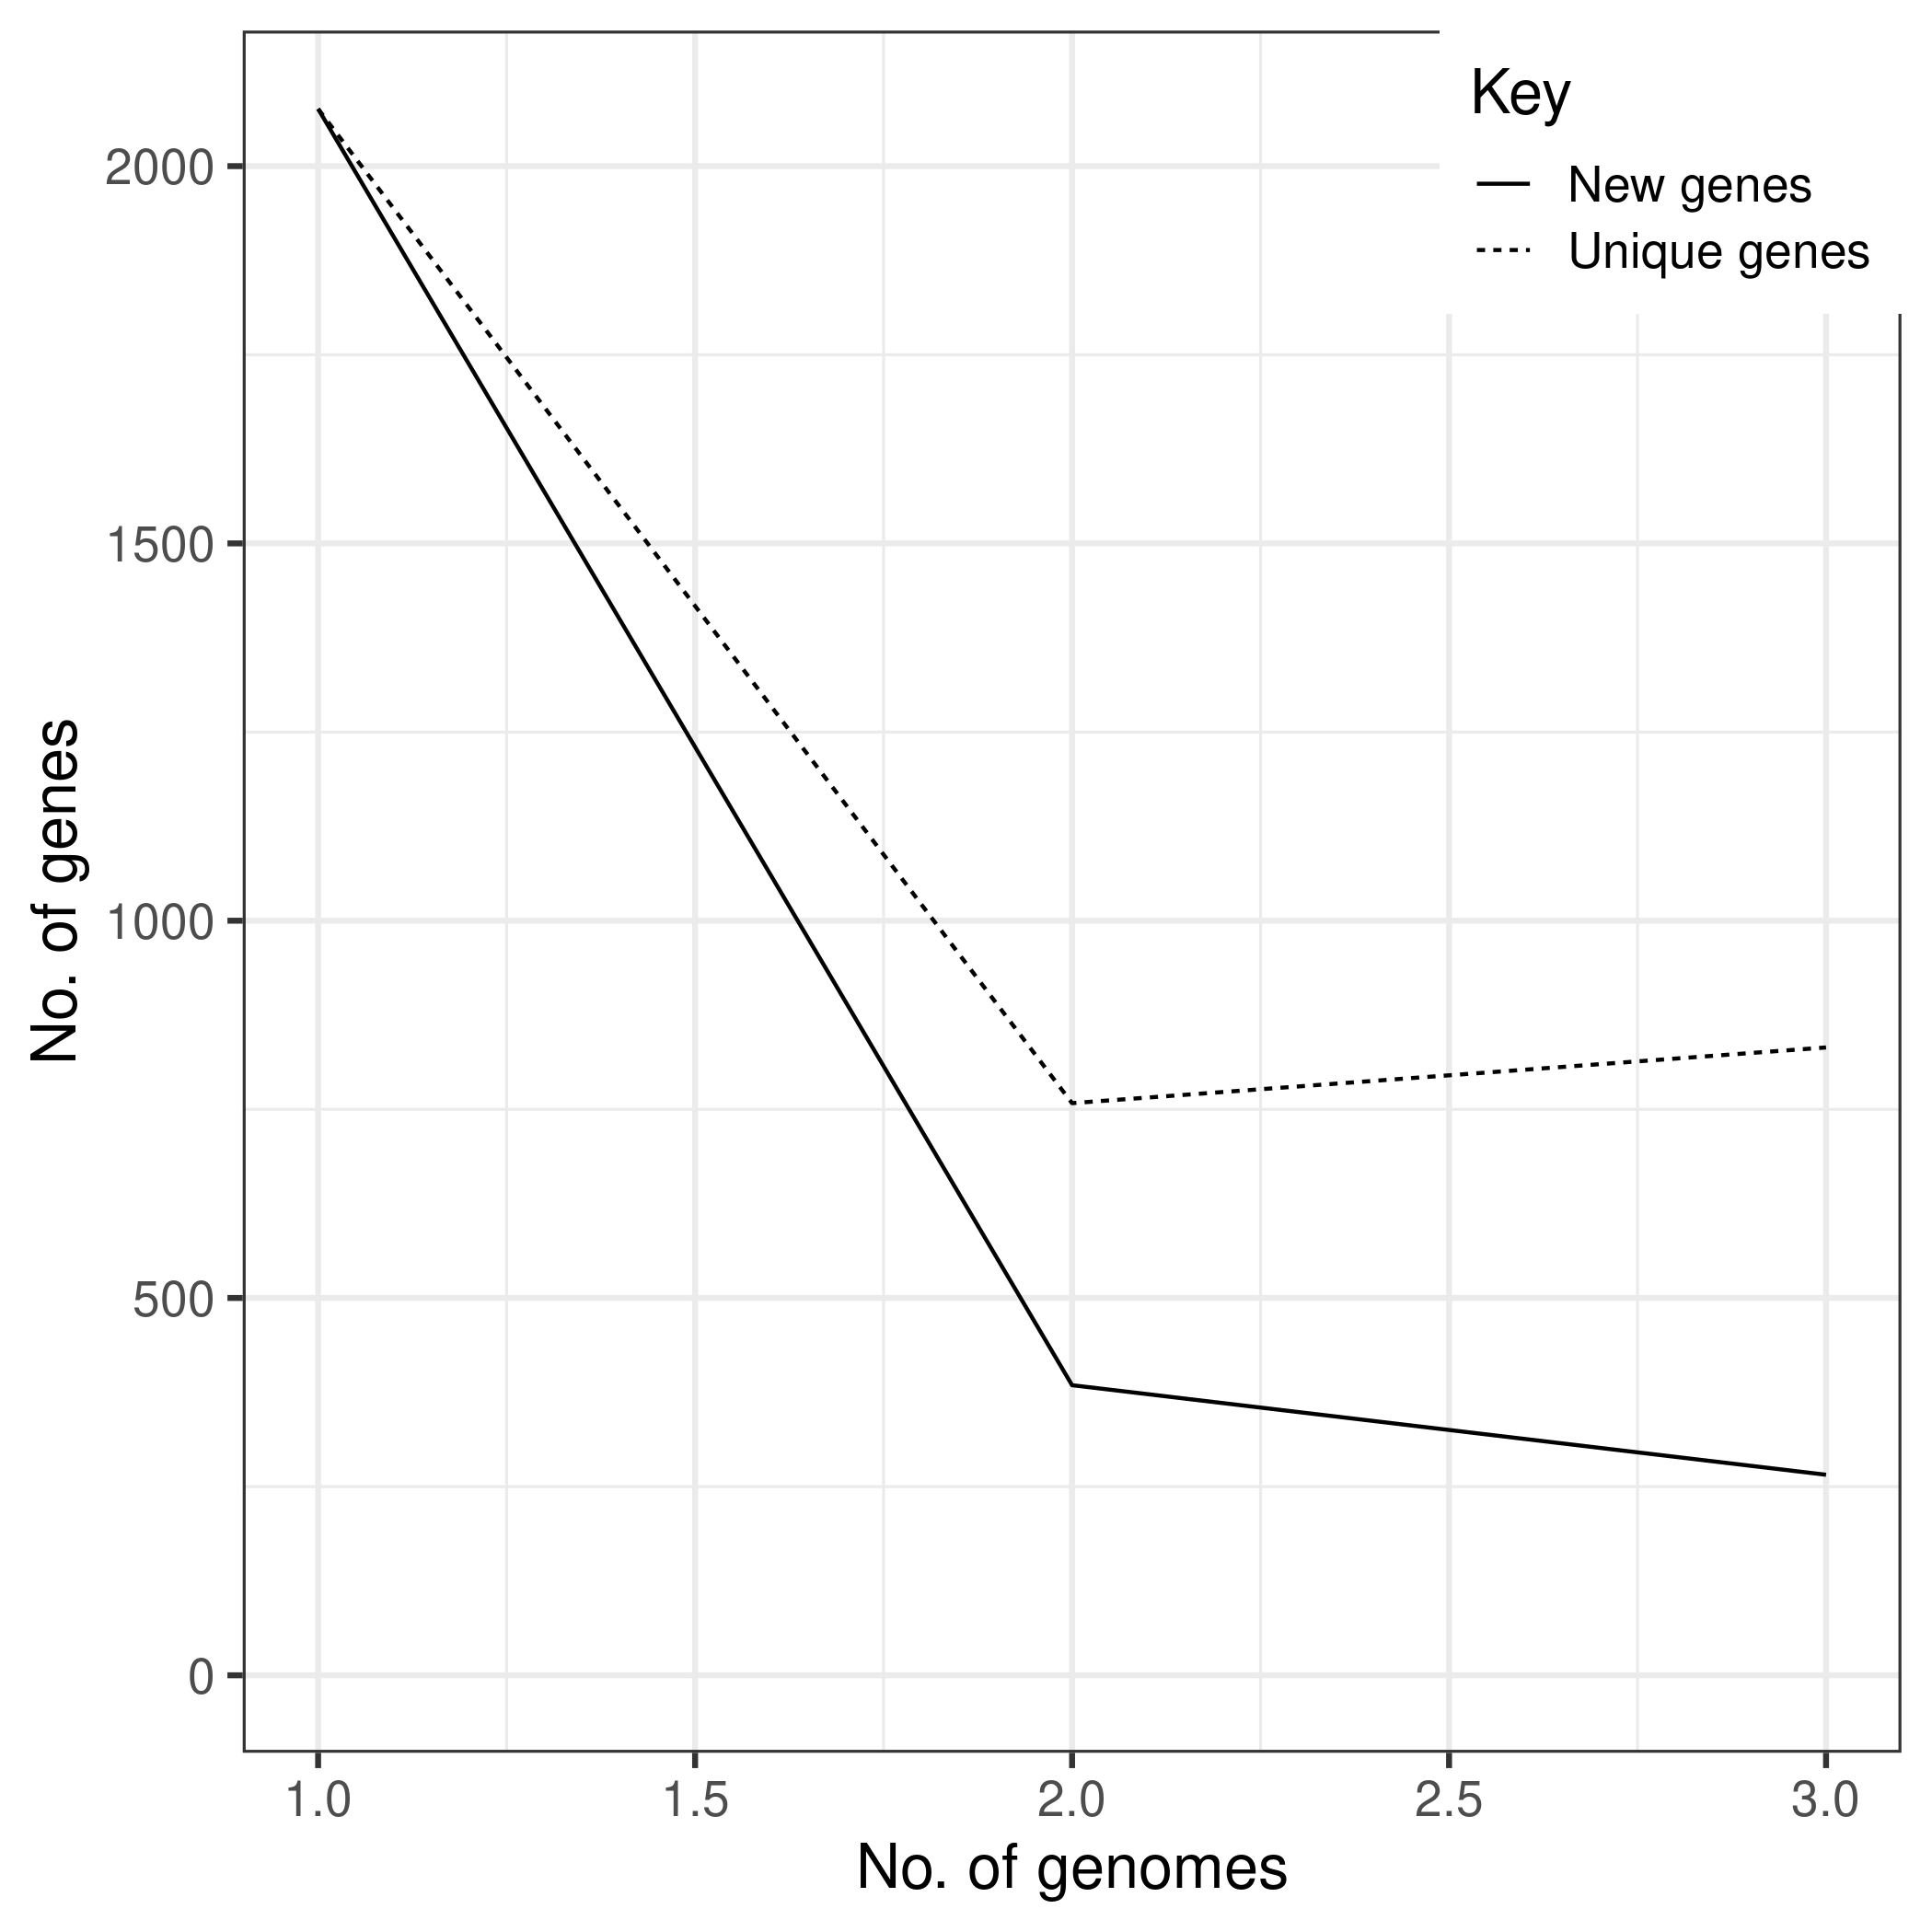 Key
New genes
Unique genes
No. of genes
2000
1500
1000
500
0
1.0 1.5 2.0 2.5 3.0
No. of genomes